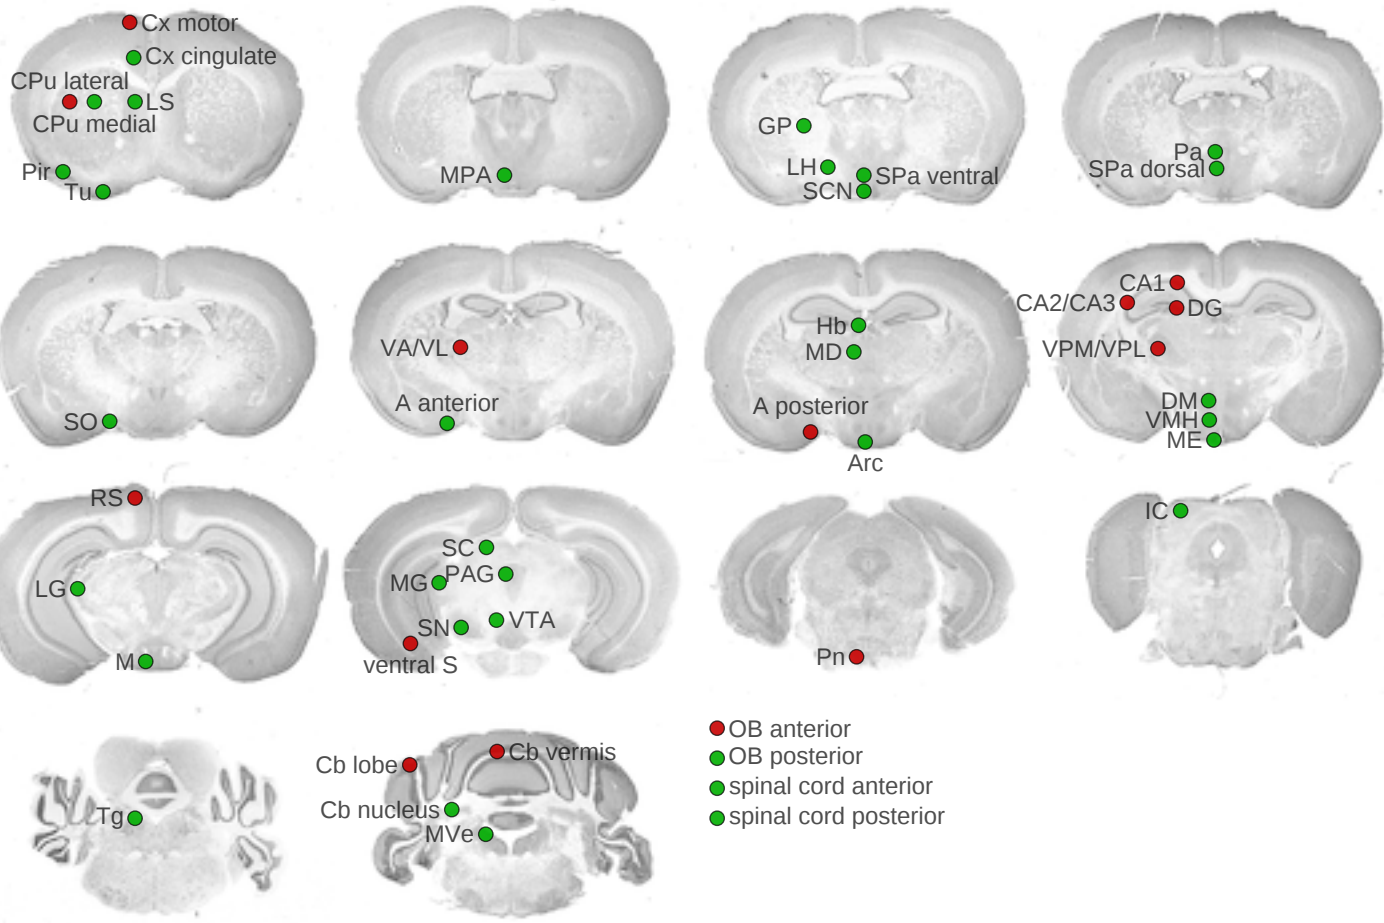 Cx motor
Cx cingulate
CPu lateral
LS
CPu medial
Pir
Tu
MPA
GP
LH
SPa ventral
SCN
Pa
SPa dorsal
SO
VA/VL
A anterior
Hb
MD
A posterior
Arc
CA1
CA2/CA3
DG
VPM/VPL
DM
VMH
ME
RS
LG
M
SC
MG
PAG
SN
VTA
ventral S
Pn
IC
Tg
Cb lobe
Cb vermis
Cb nucleus
MVe
OB anterior
OB posterior
spinal cord anterior
spinal cord posterior